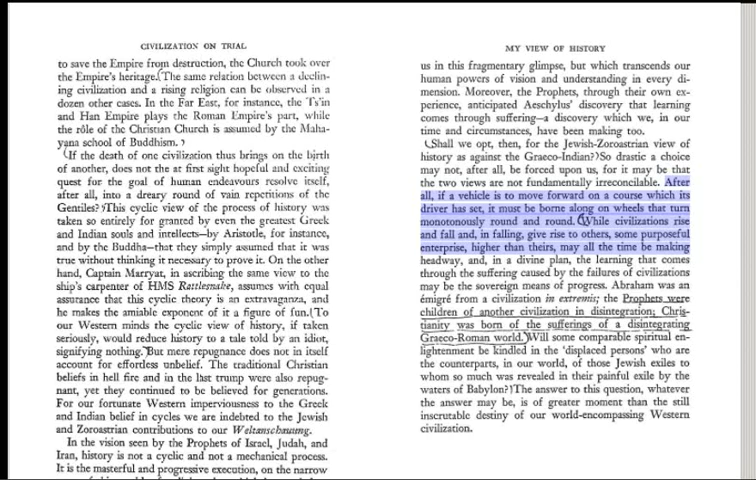 CIVILIZATION ON TRIAL
to save the Empire from destruction, the Church took over
the Empire's heritage. (The same relation between a declin-
ing civilization and a rising religion can be observed in a
dozen other cases. In the Far East, for instance, the Ts'in
and Han Empire plays the Roman Empire's part, while
the rôle of the Christian Church is assumed by the Maha-
yana school of Buddhism.
If the death of one civilization thus brings on the birth
of another, does not the at first sight hopeful and exciting
quest for the goal of human endeavours resolve itself,
after all, into a dreary round of vain repetitions of the
Gentiles? This cyclic view of the process of history was
taken so entirely for granted by even the greatest Greek
and Indian souls and intellects—by Aristotle, for instance,
and by the Buddha—that they simply assumed that it was
true without thinking it necessary to prove it. On the other
hand, Captain Marryat, in ascribing the same view to the
ship's carpenter of HMS Rattlesnake, assumes with equal
assurance that this cyclic theory is an extravaganza, and
he makes the amiable exponent of it a figure of fun. (To
our Western minds the cyclic view of history, if taken
seriously, would reduce history to a tale told by an idiot,
signifying nothing. But mere repugnance does not in itself
account for effortless unbelief. The traditional Christian
beliefs in hell fire and in the last trump were also repug-
nant, yet they continued to be believed for generations.
For our fortunate Western imperviousness to the Greek
and Indian belief in cycles we are indebted to the Jewish
and Zoroastrian contributions to our Weltanschauung.
In the vision seen by the Prophets of Israel, Judah, and
Iran, history is not a cyclic and not a mechanical process.
It is the masterful and progressive execution, on the narrow
MY VIEW OF HISTORY
us in this fragmentary glimpse, but which transcends our
human powers of vision and understanding in every di-
mension. Moreover, the Prophets, through their own ex-
perience, anticipated Aeschylus' discovery that learning
comes through suffering—a discovery which we, in our
time and circumstances, have been making too.
(Shall we opt, then, for the Jewish-Zoroastrian view of
history as against the Graeco-Indian?) So drastic a choice
may not, after all, be forced upon us, for it may be that
the two views are not fundamentally irreconcilable. After
all, if a vehicle is to move forward on a course which its
driver has set, it must be borne along on wheels that turn
monotonously round and round. (While civilizations rise
and fall and, in falling, give rise to others, some purposeful
enterprise, higher than theirs, may all the time be making
headway, and, in a divine plan, the learning that comes
through the suffering caused by the failures of civilizations
may be the sovereign means of progress. Abraham was an
émigré from a civilization in extremis; the Prophets were
children of another civilization in disintegration; Chris-
tianity was born of the sufferings of a disintegrating
Graeco-Roman world. Will some comparable spiritual en-
lightenment be kindled in the 'displaced persons' who are
the counterparts, in our world, of those Jewish exiles to
whom so much was revealed in their painful exile by the
waters of Babylon? The answer to this question, whatever
the answer may be, is of greater moment than the still
inscrutable destiny of our world-encompassing Western
civilization.